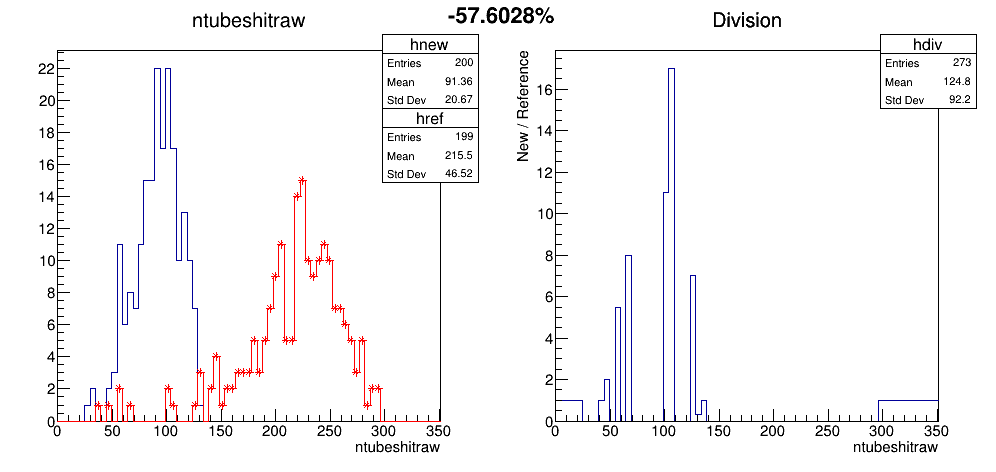 -57.6028%
ntubeshitraw
hnew
Entries 200
Mean 91.36
Std Dev 20.67
href
Entries 199
Mean 215.5
Std Dev 46.52
22
20
18
16
14
12
10
8
6
4
2
0
0 50 100 150 200 250 300 350
ntubeshitraw
Division
hdiv
Entries 273
Mean 124.8
Std Dev 92.2
New / Reference
16
14
12
10
8
6
4
2
0
0 50 100 150 200 250 300 350
ntubeshitraw